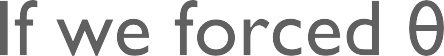 If we forced θ